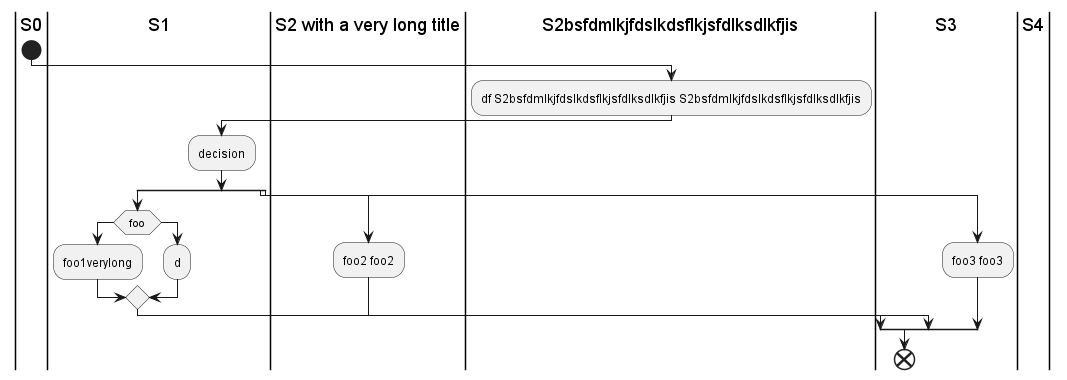 S0
S1
S2 with a very long title
S2bsfdmlkjfdslkdsflkjsfdlksdlkfjis
S3
S4
df S2bsfdmlkjfdslkdsflkjsfdlksdlkfjis S2bsfdmlkjfdslkdsflkjsfdlksdlkfjis
decision
foo
foo1verylong
d
foo2 foo2
foo3 foo3